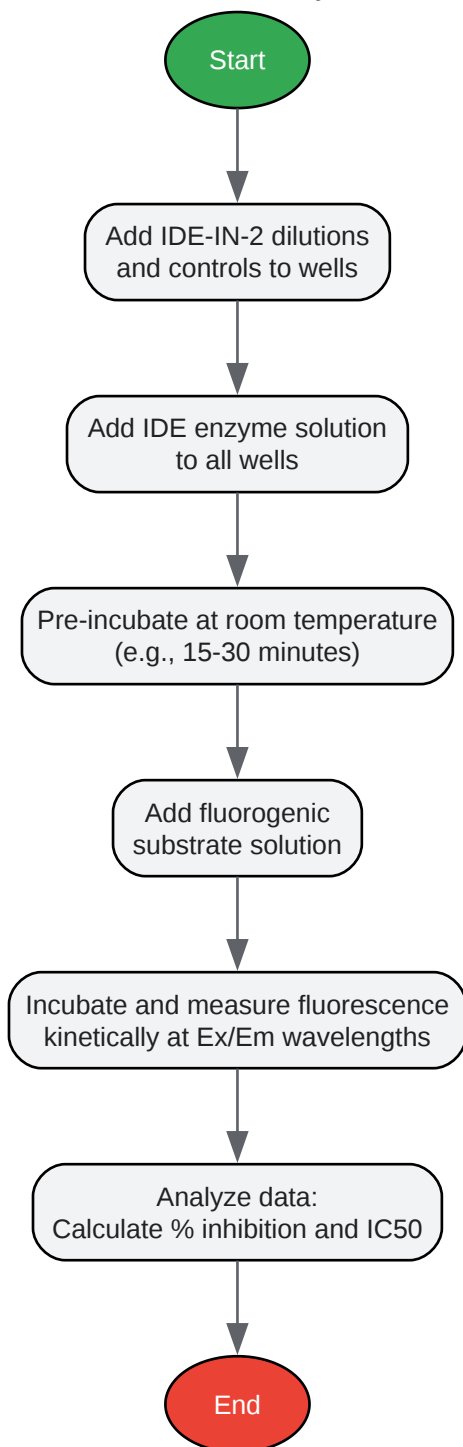 Start
Add IDE-IN-2 dilutions
and controls to wells
Add IDE enzyme solution
to all wells
Pre-incubate at room temperature
(e.g., 15-30 minutes)
Add fluorogenic
substrate solution
Incubate and measure fluorescence
kinetically at Ex/Em wavelengths
Analyze data:
Calculate % inhibition and IC50
End